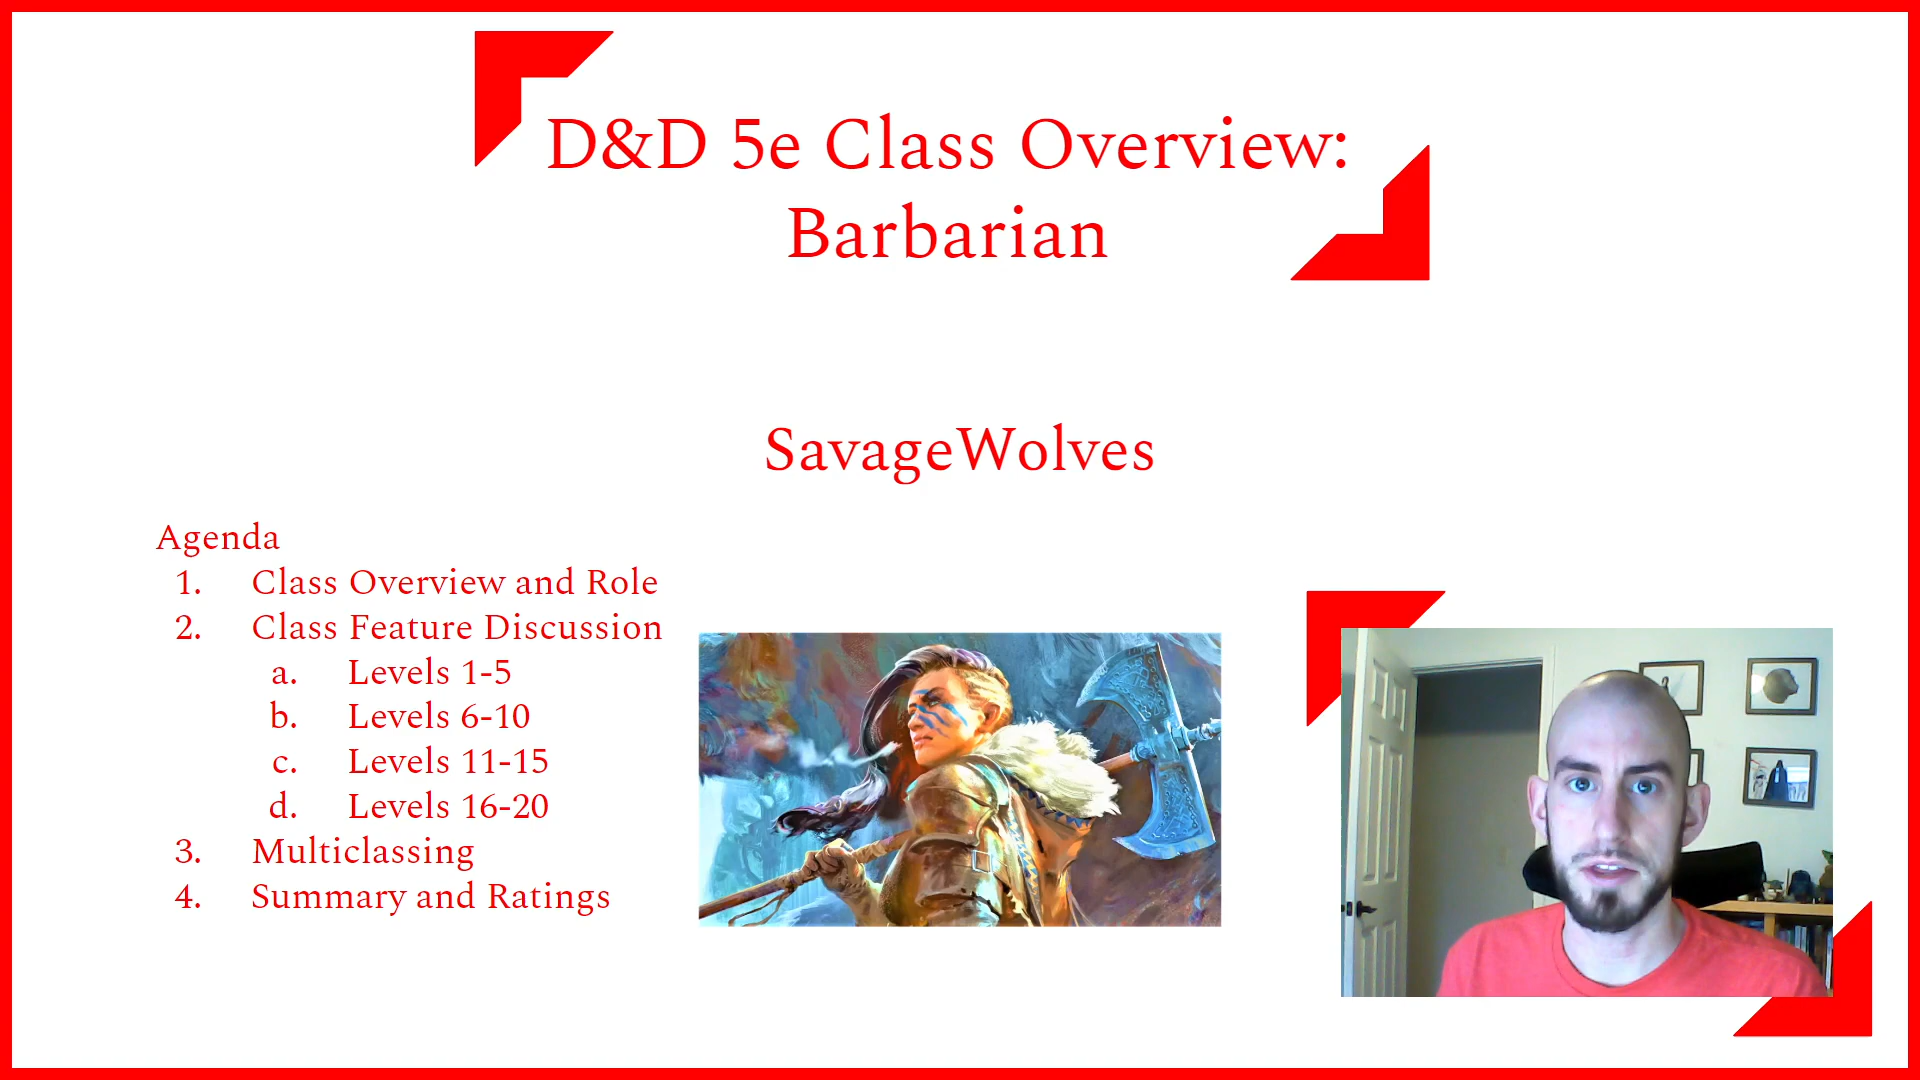 D&D 5e Class Overview:
Barbarian
SavageWolves
Agenda
1. Class Overview and Role
2. Class Feature Discussion
a. Levels 1-5
b. Levels 6-10
c. Levels 11-15
d. Levels 16-20
3. Multiclassing
4. Summary and Ratings